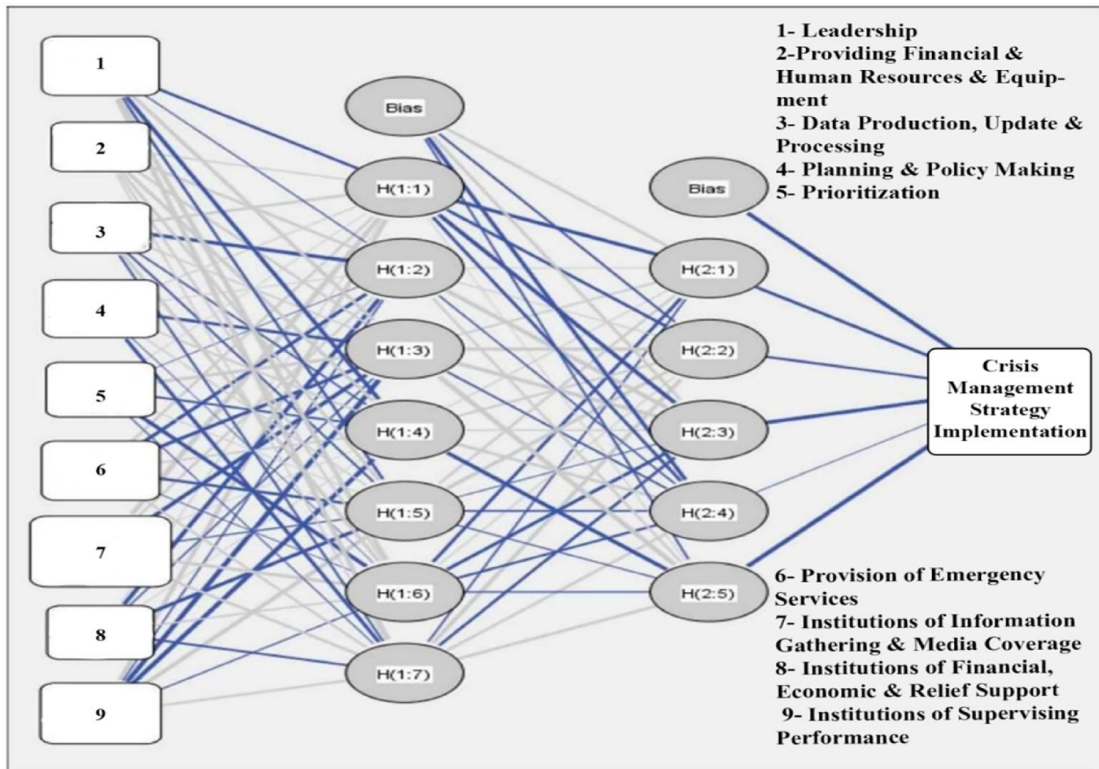 1
2
3
4
5
6
7
8
9
Bias
H(1:1)
H(1:2)
H(1:3)
H(1:4)
H(1:5)
H(1:6)
H(1:7)
Bias
H(2:1)
H(2:2)
H(2:3)
H(2:4)
H(2:5)
Crisis
Management
Strategy
Implementation
1- Leadership
2-Providing Financial &
Human Resources & Equip-
ment
3- Data Production, Update &
Processing
4- Planning & Policy Making
5- Prioritization
6- Provision of Emergency
Services
7- Institutions of Information
Gathering & Media Coverage
8- Institutions of Financial,
Economic & Relief Support
9- Institutions of Supervising
Performance